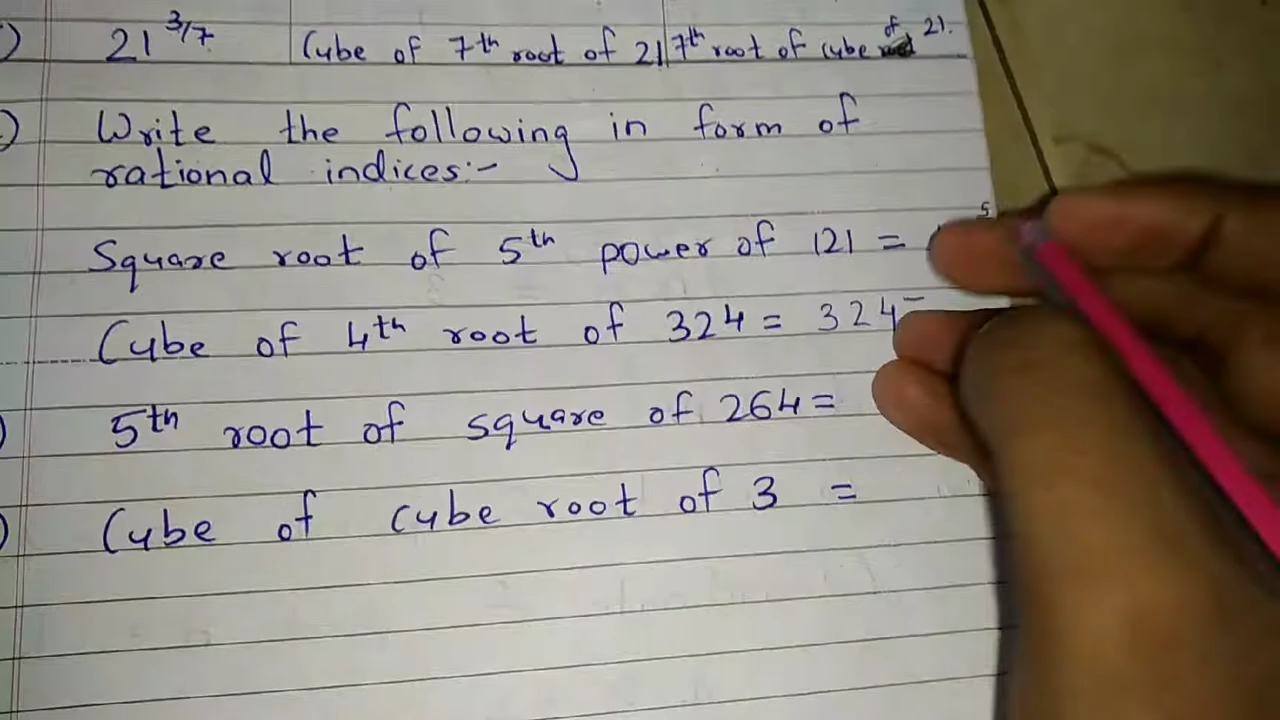 ) 21 3/7 Cube of 7th root of 21 7th root of cube of 21.
) Write the following in form of
rational indices:-
Square root of 5th power of 121 = 5
Cube of 4th root of 324 = 324
) 5th root of square of 264 =
) Cube of cube root of 3 =